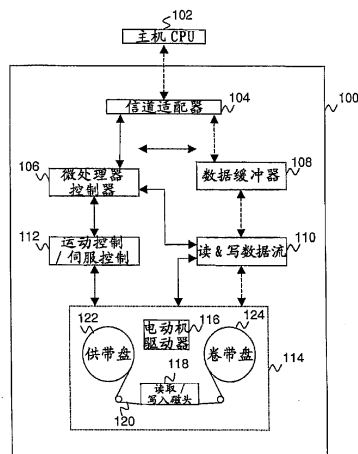 102
主机 CPU
100
信道适配器
104
106
微处理器
控制器
数据缓冲器
108
112
运动控制
/ 伺服控制
读 & 写数据流
110
122
供带盘
电动机
驱动器
116
124
卷带盘
114
118
读取 /
写入磁头
120